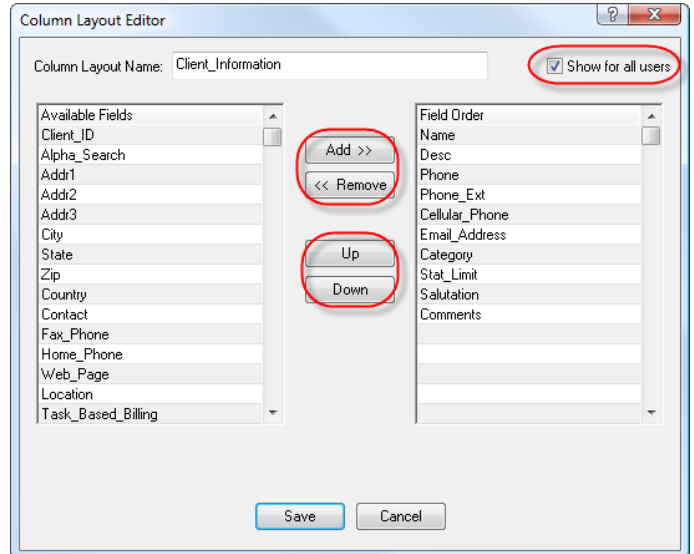 Column Layout Editor
?
X
Column Layout Name: Client_Information
Show for all users
Available Fields
Client_ID
Alpha_Search
Addr1
Addr2
Addr3
City
State
Zip
Country
Contact
Fax_Phone
Home_Phone
Web_Page
Location
Task_Based_Billing
Add >>
<< Remove
Up
Down
Field Order
Name
Desc
Phone
Phone_Ext
Cellular_Phone
Email_Address
Category
Stat_Limit
Salutation
Comments
Save
Cancel